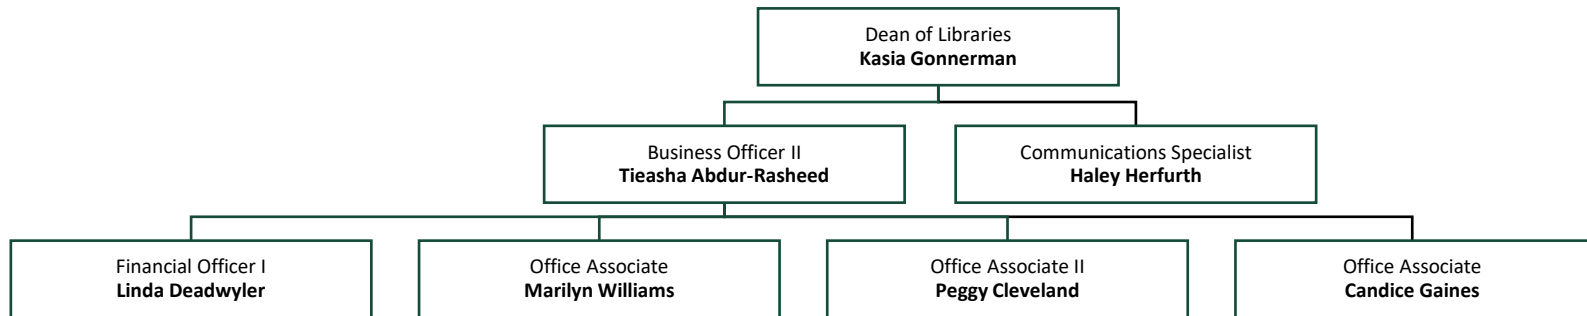 Dean of Libraries
Kasia Gonnerman
Business Officer II
Tieasha Abdur-Rasheed
Communications Specialist
Haley Herfurth
Financial Officer I
Linda Deadwyler
Office Associate
Marilyn Williams
Office Associate II
Peggy Cleveland
Office Associate
Candice Gaines